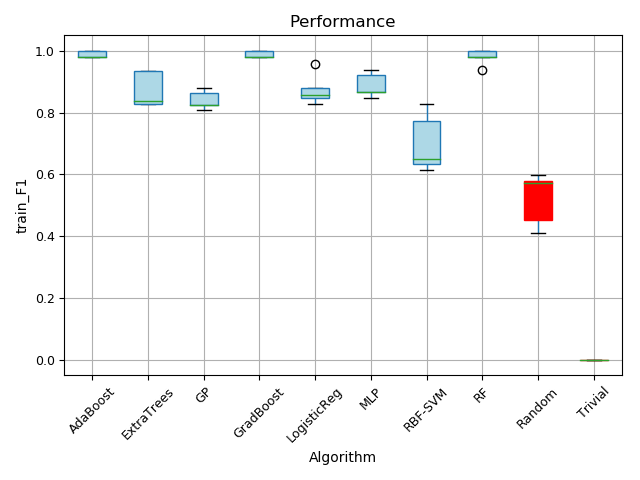 Performance
train_F1
1.0
0.8
0.6
0.4
0.2
0.0
AdaBoost
ExtraTrees
GP
GradBoost
LogisticReg
MLP
RBF-SVM
RF
Random
Trivial
Algorithm